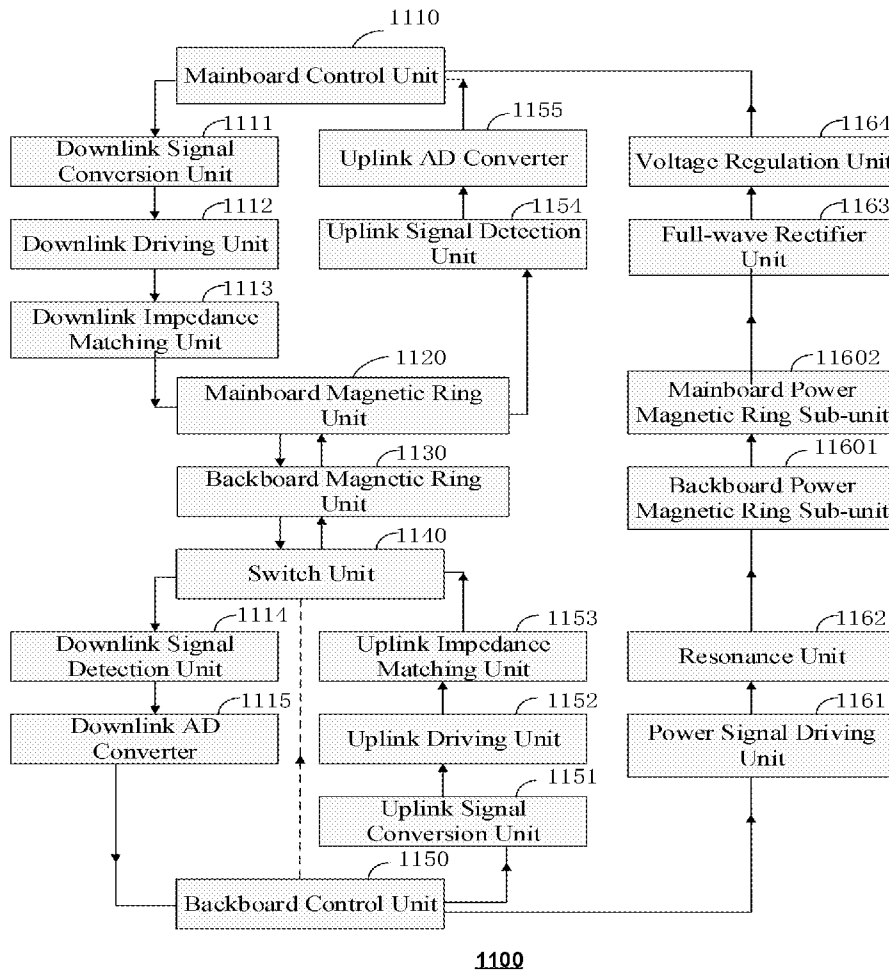 1110
Mainboard Control Unit
1111
Downlink Signal
Conversion Unit
1155
Uplink AD Converter
1164
Voltage Regulation Unit
1112
Downlink Driving Unit
1154
Uplink Signal Detection
Unit
1163
Full-wave Rectifier
Unit
1113
Downlink Impedance
Matching Unit
1120
Mainboard Magnetic Ring
Unit
11602
Mainboard Power
Magnetic Ring Sub-unit
1130
Backboard Magnetic Ring
Unit
11601
Backboard Power
Magnetic Ring Sub-unit
1140
Switch Unit
1114
Downlink Signal
Detection Unit
1153
Uplink Impedance
Matching Unit
1162
Resonance Unit
1115
Downlink AD
Converter
1152
Uplink Driving Unit
1161
Power Signal Driving
Unit
1151
Uplink Signal
Conversion Unit
1150
Backboard Control Unit
1100